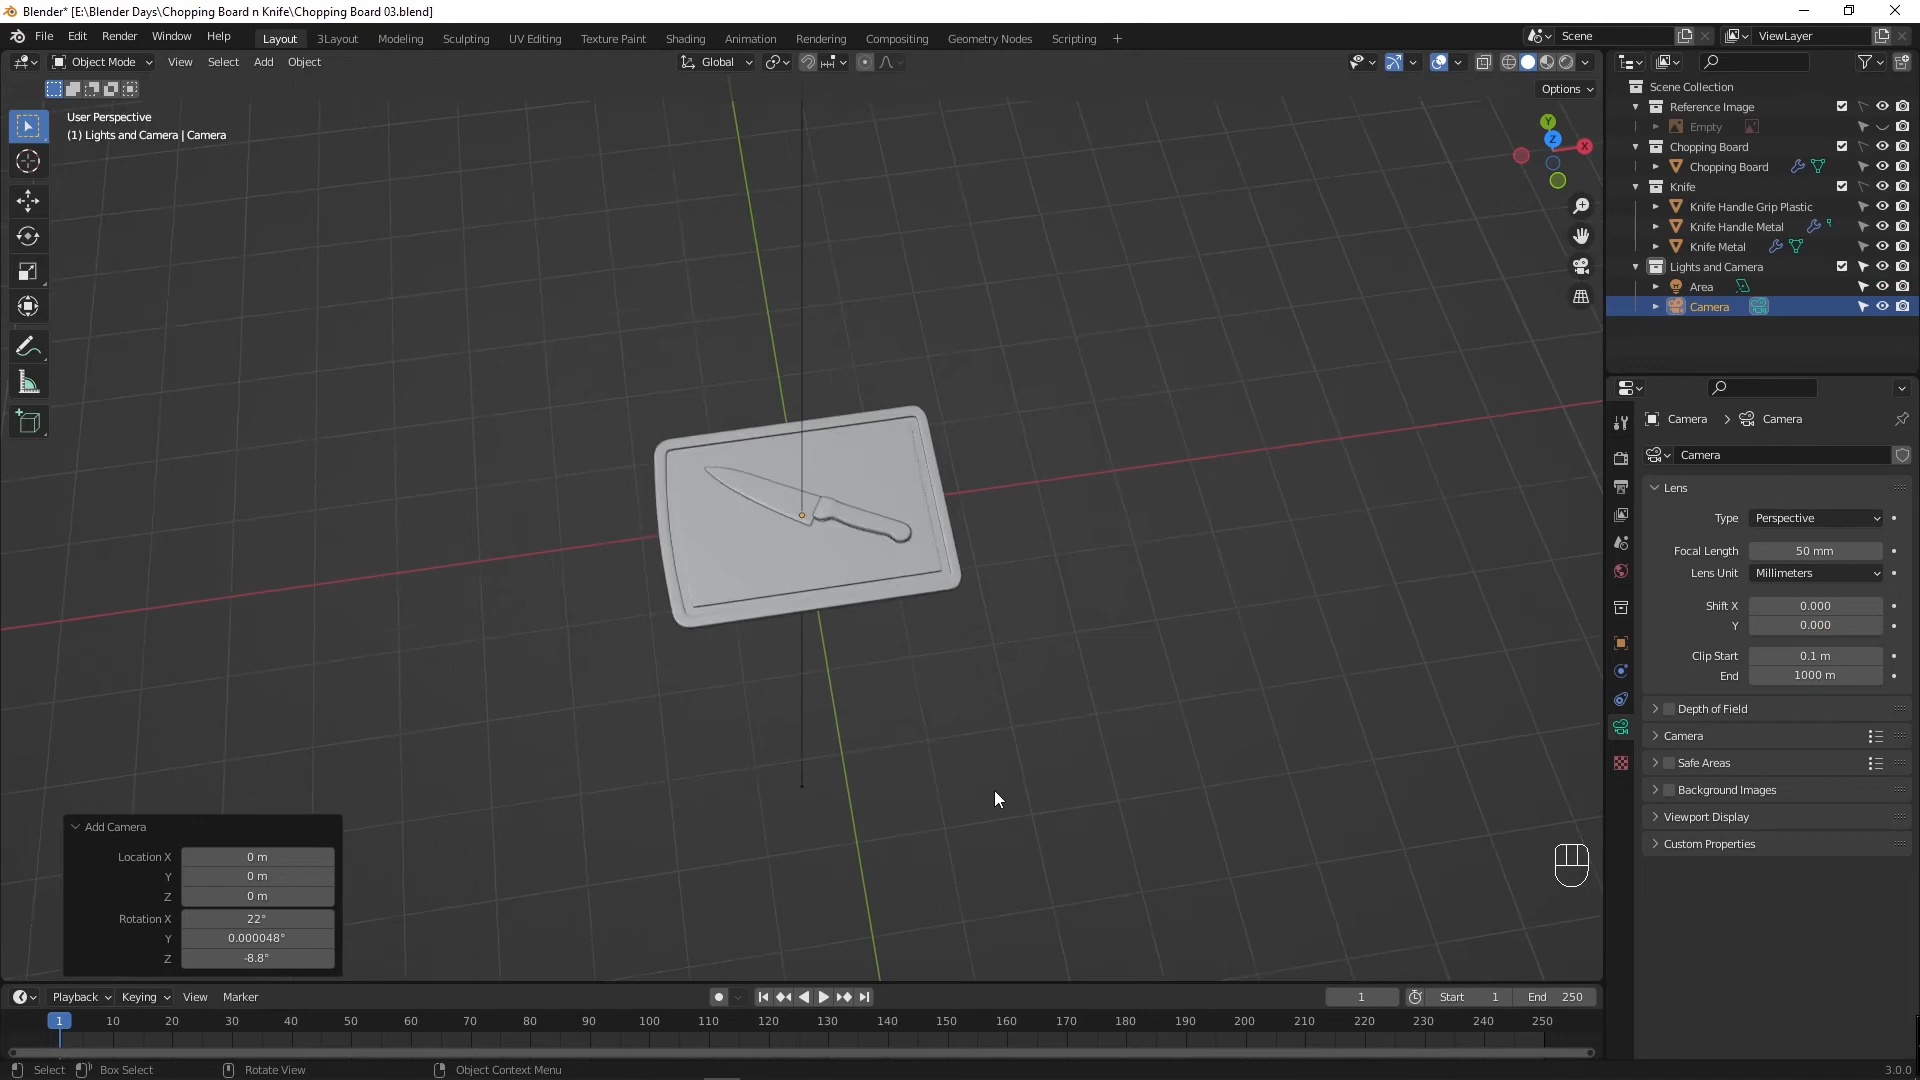 Blender* [E:\Blender Days\Chopping Board n Knife\Chopping Board 03.blend]
File Edit Render Window Help
Layout 3Layout Modeling Sculpting UV Editing Texture Paint Shading Animation Rendering Compositing Geometry Nodes Scripting +
Scene
ViewLayer
Object Mode View Select Add Object
Global
Options
User Perspective
(1) Lights and Camera | Camera
Y
Z
X
Scene Collection
Reference Image
Empty
Chopping Board
Chopping Board
Knife
Knife Handle Grip Plastic
Knife Handle Metal
Knife Metal
Lights and Camera
Area
Camera
Camera > Camera
Camera
Lens
Type Perspective
Focal Length 50 mm
Lens Unit Millimeters
Shift X 0.000
Y 0.000
Clip Start 0.1 m
End 1000 m
Depth of Field
Camera
Safe Areas
Background Images
Viewport Display
Custom Properties
Add Camera
Location X 0 m
Y 0 m
Z 0 m
Rotation X 22°
Y 0.000048°
Z -8.8°
Playback Keying View Marker
1 Start 1 End 250
1 10 20 30 40 50 60 70 80 90 100 110 120 130 140 150 160 170 180 190 200 210 220 230 240 250
Select Box Select Rotate View Object Context Menu 3.0.0